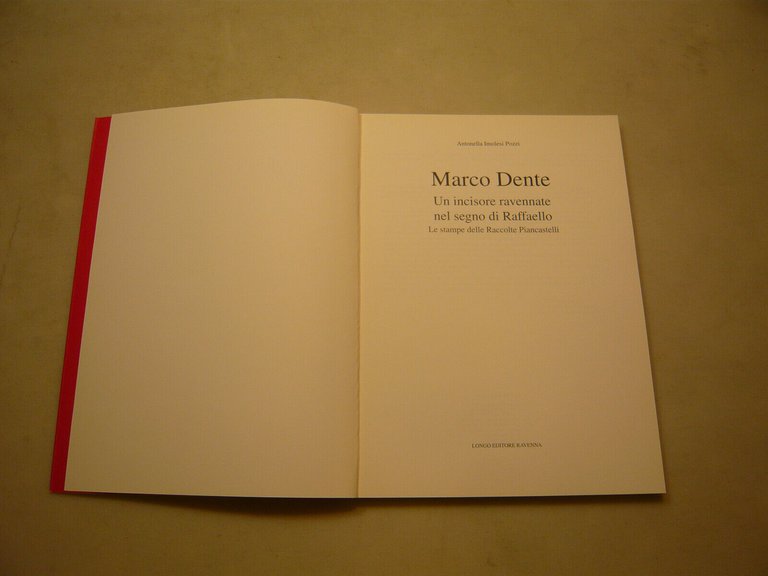 Antonella Imolesi Pozzi
Marco Dente
Un incisore ravennate
nel segno di Raffaello
Le stampe delle Raccolte Piancastelli
LONGO EDITORE RAVENNA